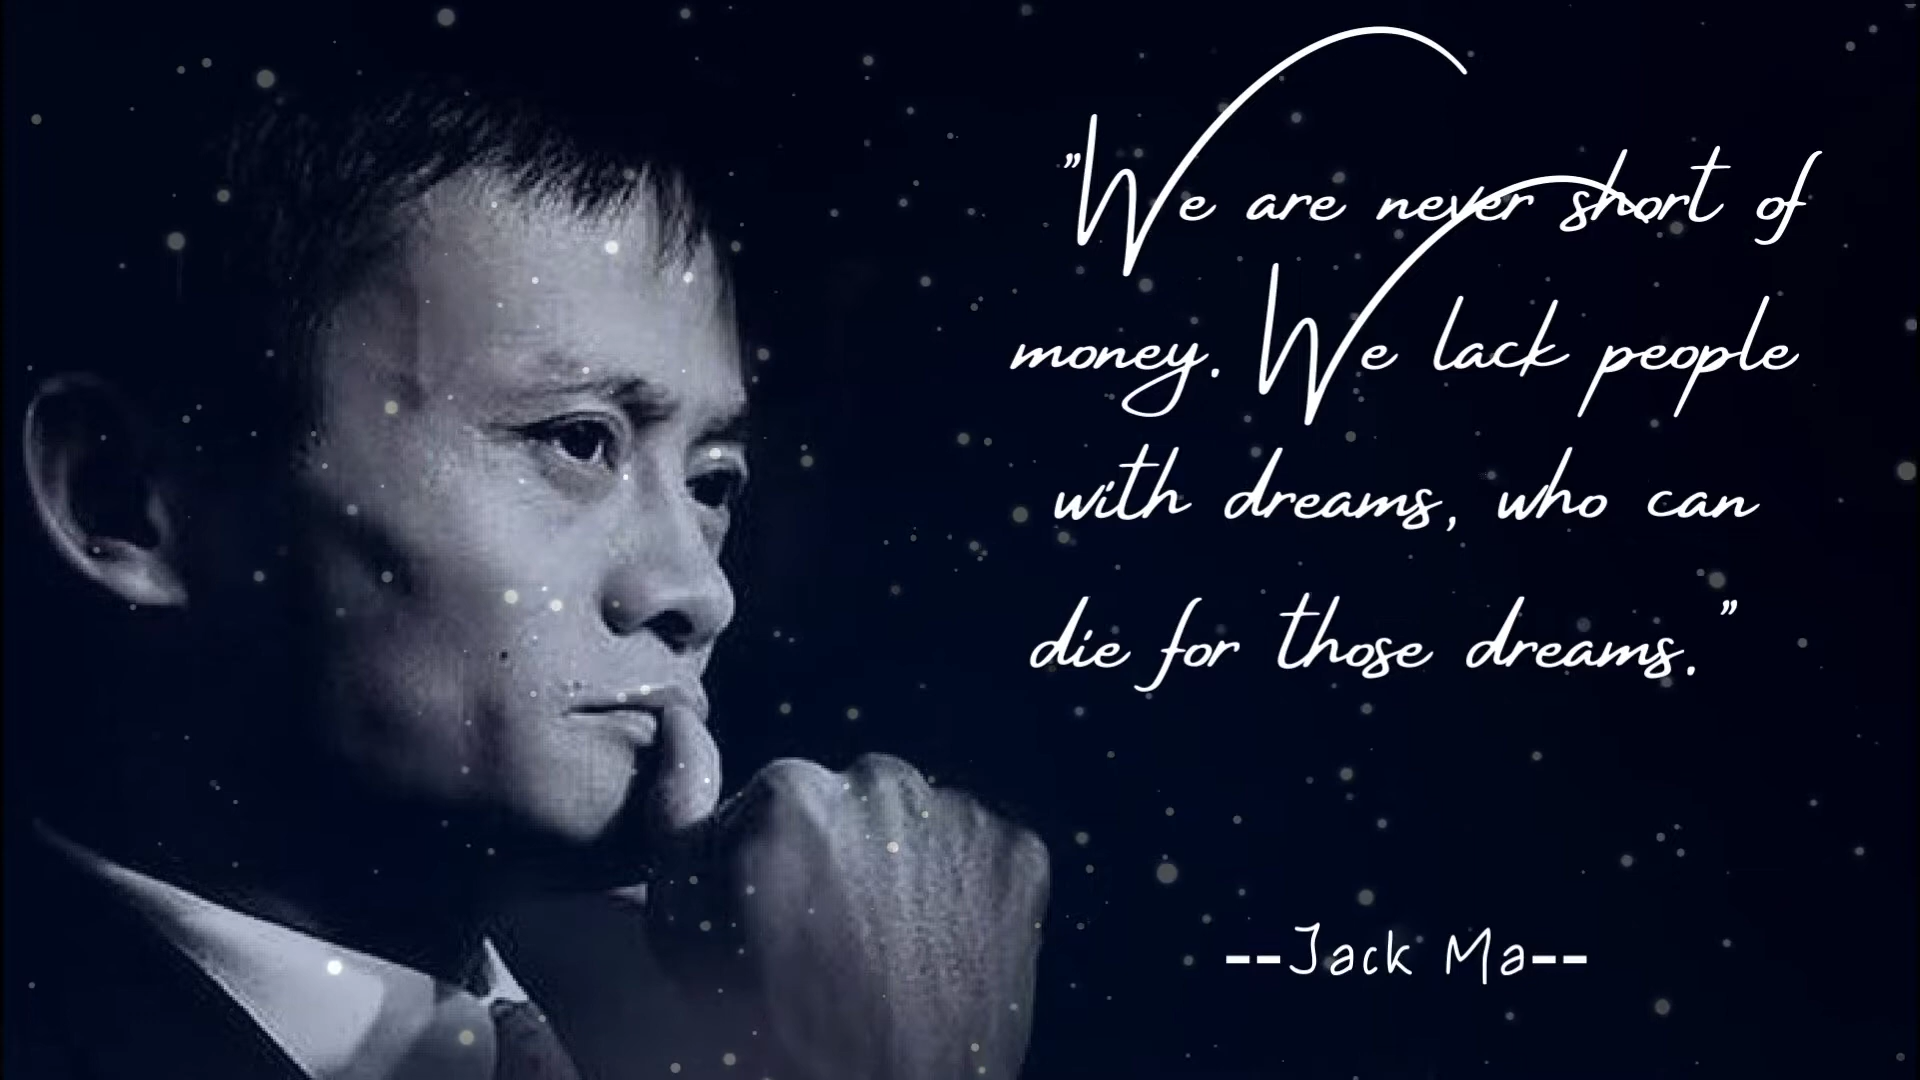 "We are never short of
money. We lack people
with dreams, who can
die for those dreams."
--Jack Ma--